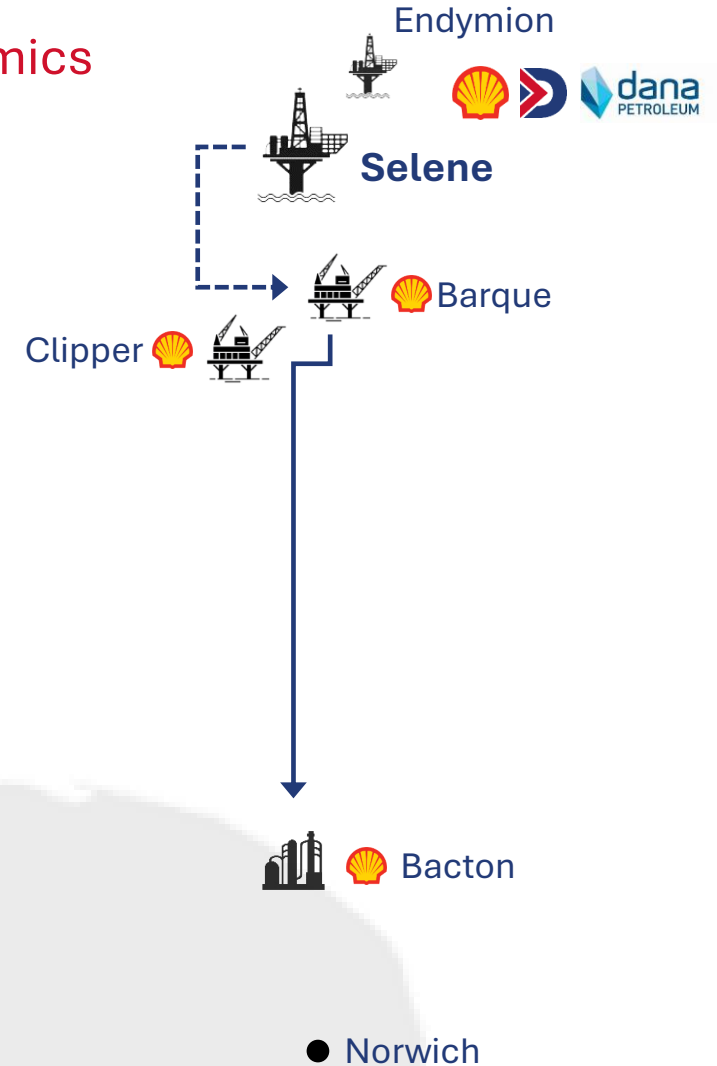 Endymion
mics
dana
PETROLEUM
Selene
Barque
Clipper
Bacton
Norwich